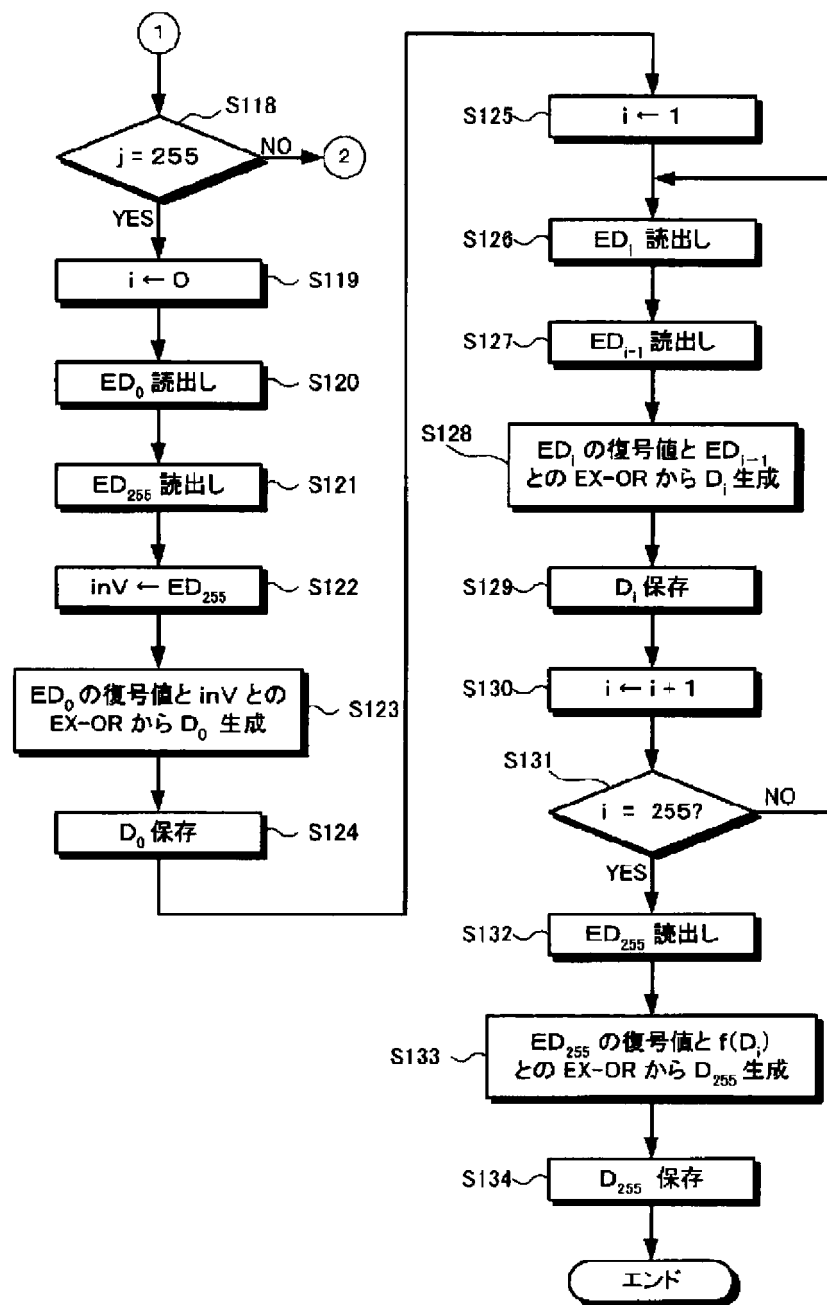 1
S118
j = 255
NO
2
YES
i ← 0
S119
ED₀ 読出し
S120
ED₂₅₅ 読出し
S121
inV ← ED₂₅₅
S122
ED₀ の復号値と inV との
EX-OR から D₀ 生成
S123
D₀ 保存
S124
S125
i ← 1
S126
EDᵢ 読出し
S127
EDᵢ₋₁ 読出し
S128
EDᵢ の復号値と EDᵢ₋₁
との EX-OR から Dᵢ 生成
S129
Dᵢ 保存
S130
i ← i + 1
S131
i = 255?
NO
YES
S132
ED₂₅₅ 読出し
S133
ED₂₅₅ の復号値と f(Dᵢ)
との EX-OR から D₂₅₅ 生成
S134
D₂₅₅ 保存
エンド